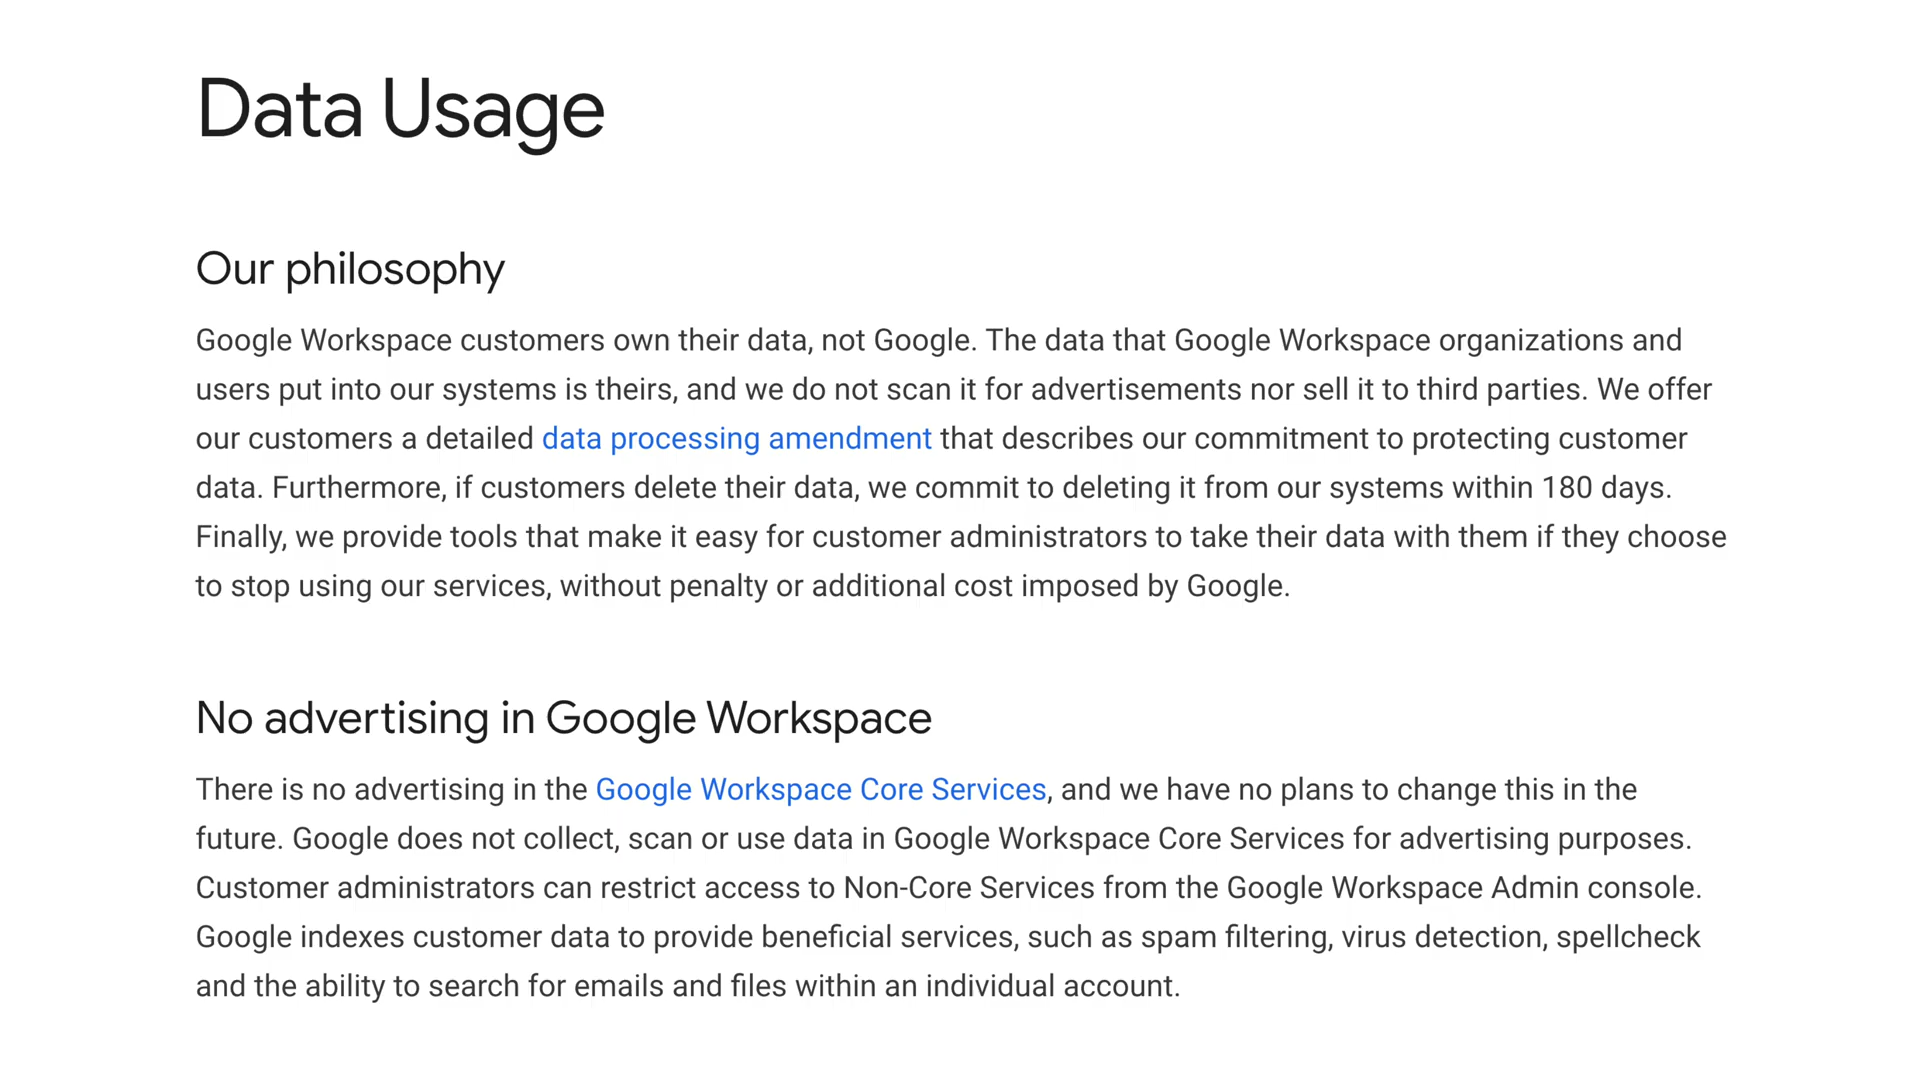 Data Usage
Our philosophy
Google Workspace customers own their data, not Google. The data that Google Workspace organizations and
users put into our systems is theirs, and we do not scan it for advertisements nor sell it to third parties. We offer
our customers a detailed data processing amendment that describes our commitment to protecting customer
data. Furthermore, if customers delete their data, we commit to deleting it from our systems within 180 days.
Finally, we provide tools that make it easy for customer administrators to take their data with them if they choose
to stop using our services, without penalty or additional cost imposed by Google.
No advertising in Google Workspace
There is no advertising in the Google Workspace Core Services, and we have no plans to change this in the
future. Google does not collect, scan or use data in Google Workspace Core Services for advertising purposes.
Customer administrators can restrict access to Non-Core Services from the Google Workspace Admin console.
Google indexes customer data to provide beneficial services, such as spam filtering, virus detection, spellcheck
and the ability to search for emails and files within an individual account.